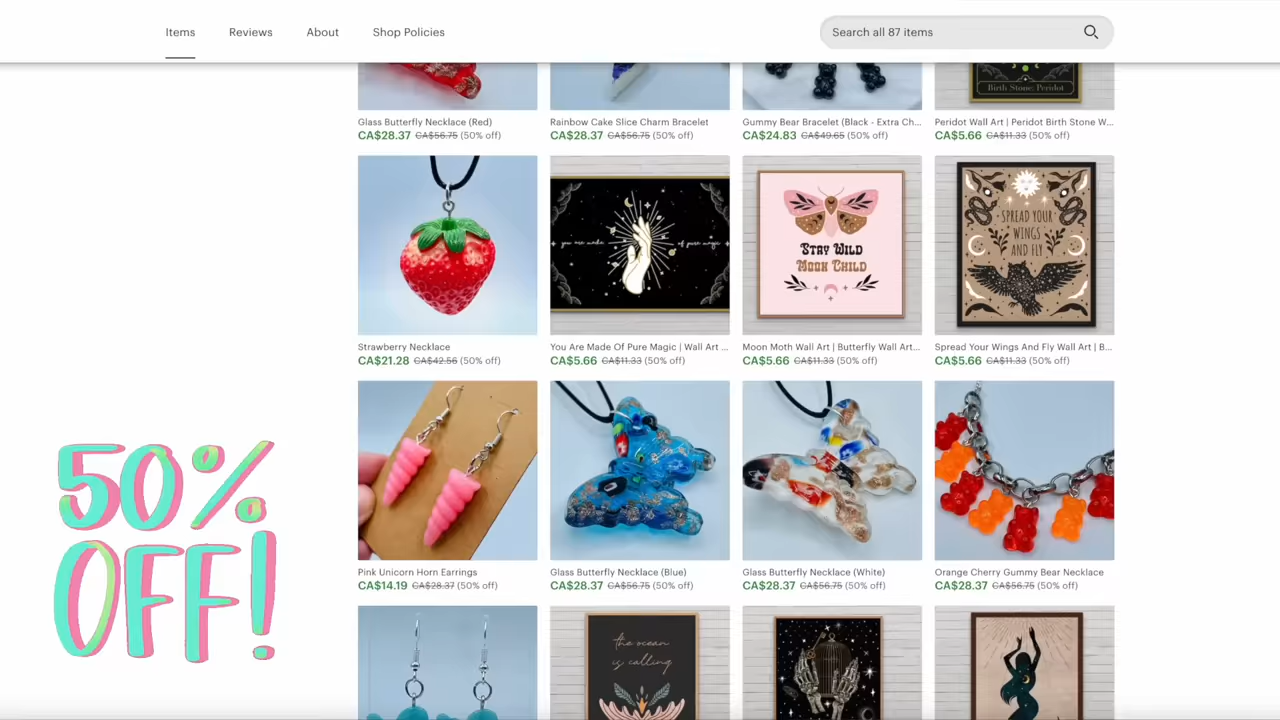 Items Reviews About Shop Policies
Search all 87 items
Birth Stone: Peridot
Glass Butterfly Necklace (Red)
CA$28.37 CA$56.75 (50% off)
Rainbow Cake Slice Charm Bracelet
CA$28.37 CA$56.75 (50% off)
Gummy Bear Bracelet (Black - Extra Ch...
CA$24.83 CA$49.65 (50% off)
Peridot Wall Art | Peridot Birth Stone W...
CA$5.66 CA$11.33 (50% off)
you are made of pure magic
STAY WILD
MOON CHILD
SPREAD YOUR
WINGS
AND FLY
Strawberry Necklace
CA$21.28 CA$42.56 (50% off)
You Are Made Of Pure Magic | Wall Art ...
CA$5.66 CA$11.33 (50% off)
Moon Moth Wall Art | Butterfly Wall Art...
CA$5.66 CA$11.33 (50% off)
Spread Your Wings And Fly Wall Art | B...
CA$5.66 CA$11.33 (50% off)
50%
OFF!
Pink Unicorn Horn Earrings
CA$14.19 CA$28.37 (50% off)
Glass Butterfly Necklace (Blue)
CA$28.37 CA$56.75 (50% off)
Glass Butterfly Necklace (White)
CA$28.37 CA$56.75 (50% off)
Orange Cherry Gummy Bear Necklace
CA$28.37 CA$56.75 (50% off)
the ocean
is calling